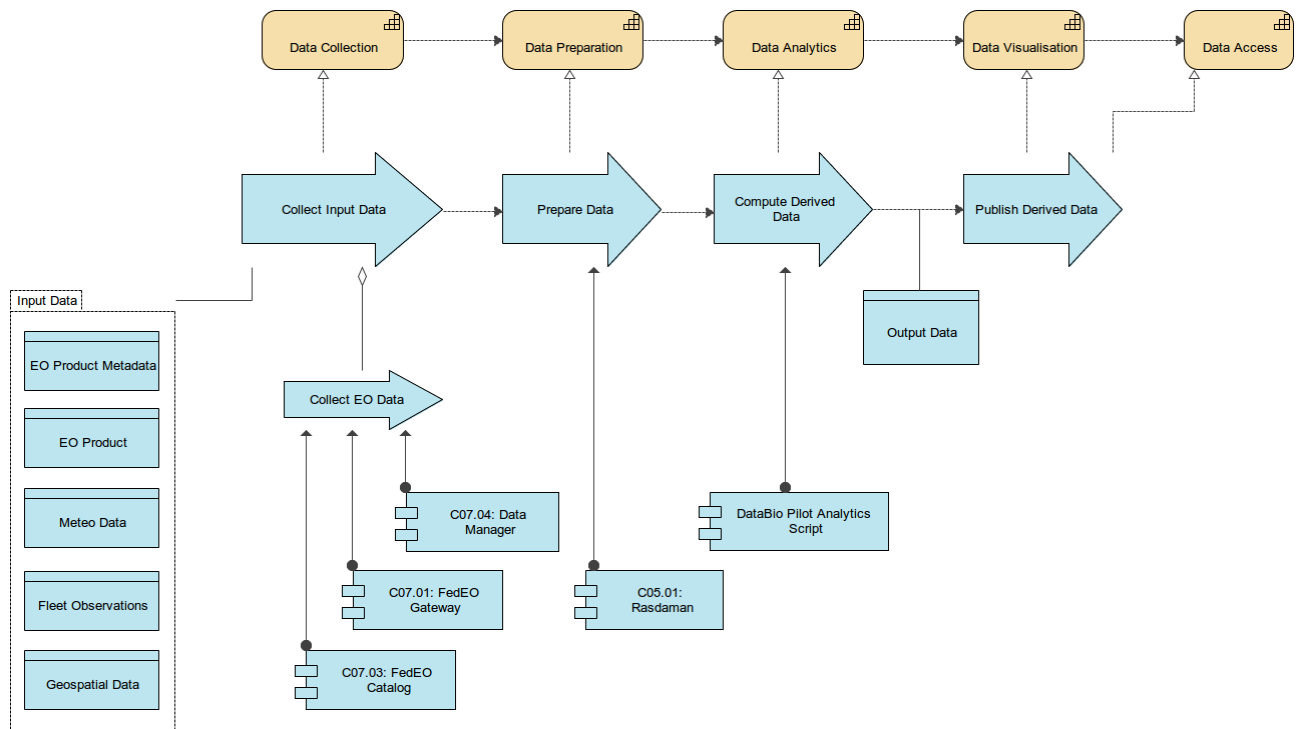 Data Collection
Data Preparation
Data Analytics
Data Visualisation
Data Access
Collect Input Data
Prepare Data
Compute Derived
Data
Publish Derived Data
Input Data
EO Product Metadata
EO Product
Meteo Data
Fleet Observations
Geospatial Data
Output Data
Collect EO Data
C07.04: Data
Manager
DataBio Pilot Analytics
Script
C07.01: FedEO
Gateway
C05.01:
Rasdaman
C07.03: FedEO
Catalog